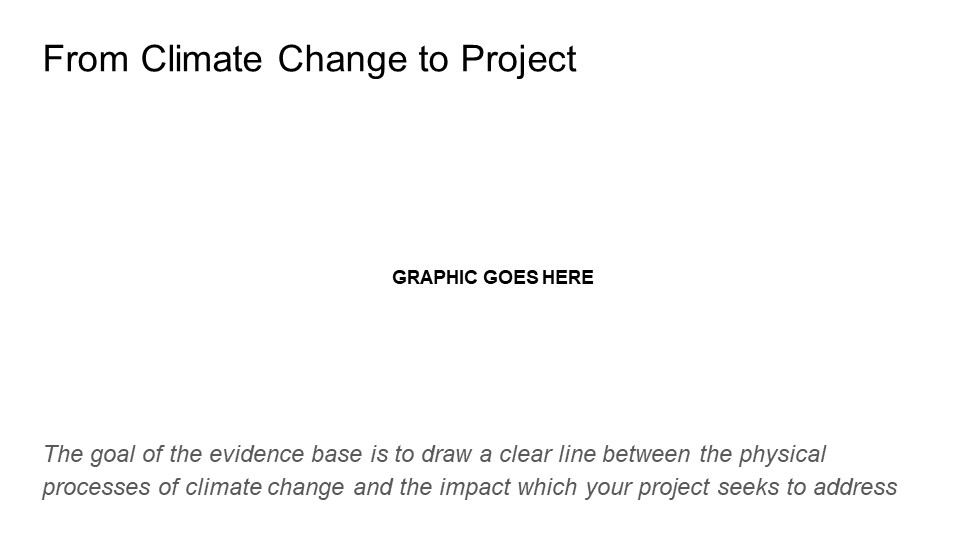 From Climate Change to Project
GRAPHIC GOES HERE
The goal of the evidence base is to draw a clear line between the physical
processes of climate change and the impact which your project seeks to address